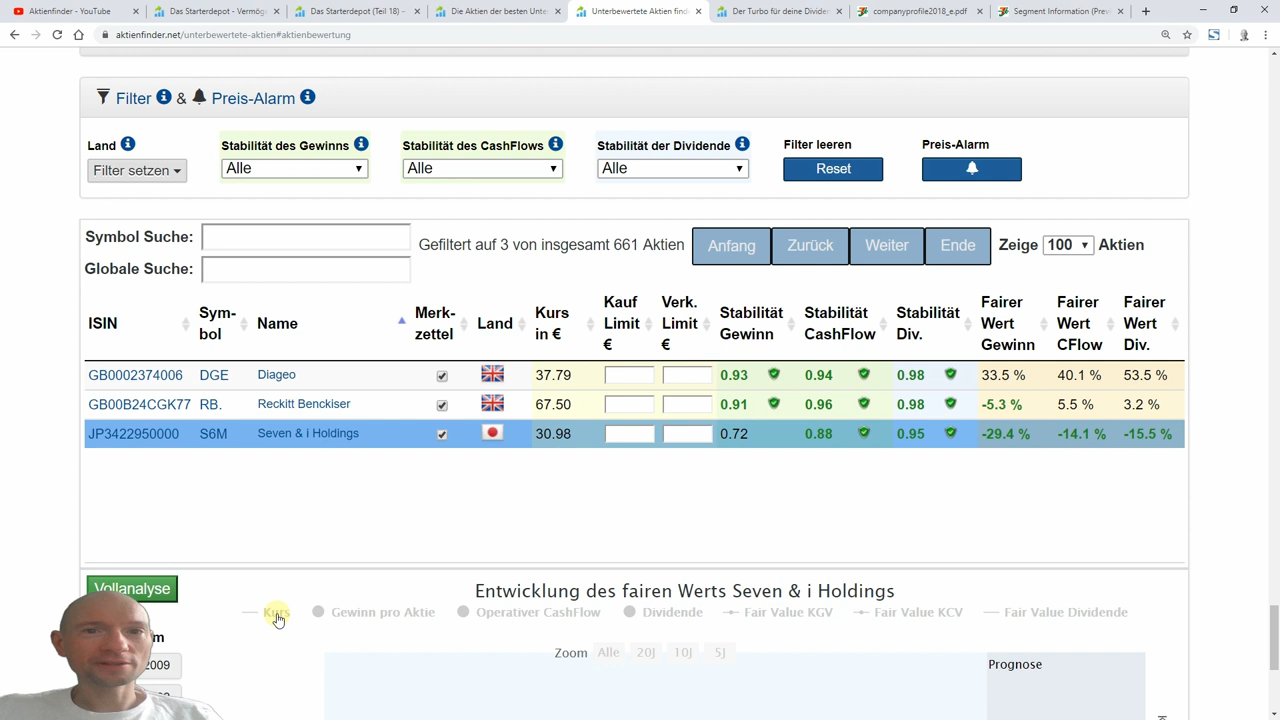 Aktienfinder - YouTube
Das Starterdepot - Vermög
Das Starterdepot (Teil 18) –
Die Aktien der besten Unte
Unterbewertete Aktien find
Der Turbo für deine Divide
companyprofile2018_e.pdf
Segment Information (Previ
aktienfinder.net/unterbewertete-aktien#aktienbewertung
Filter & Preis-Alarm
Land
Stabilität des Gewinns
Stabilität des CashFlows
Stabilität der Dividende
Filter leeren
Preis-Alarm
Filter setzen
Alle
Alle
Alle
Reset
Symbol Suche:
Gefiltert auf 3 von insgesamt 661 Aktien
Anfang
Zurück
Weiter
Ende
Zeige 100 Aktien
Globale Suche:
ISIN
Sym-
bol
Name
Merk-
zettel
Land
Kurs
in €
Kauf
Limit
€
Verk.
Limit
€
Stabilität
Gewinn
Stabilität
CashFlow
Stabilität
Div.
Fairer
Wert
Gewinn
Fairer
Wert
CFlow
Fairer
Wert
Div.
GB0002374006 DGE Diageo 37.79 0.93 0.94 0.98 33.5 % 40.1 % 53.5 %
GB00B24CGK77 RB. Reckitt Benckiser 67.50 0.91 0.96 0.98 -5.3 % 5.5 % 3.2 %
JP3422950000 S6M Seven & i Holdings 30.98 0.72 0.88 0.95 -29.4 % -14.1 % -15.5 %
Vollanalyse
Entwicklung des fairen Werts Seven & i Holdings
Kurs
Gewinn pro Aktie
Operativer CashFlow
Dividende
Fair Value KGV
Fair Value KCV
Fair Value Dividende
Zoom Alle 20J 10J 5J
Prognose
2009